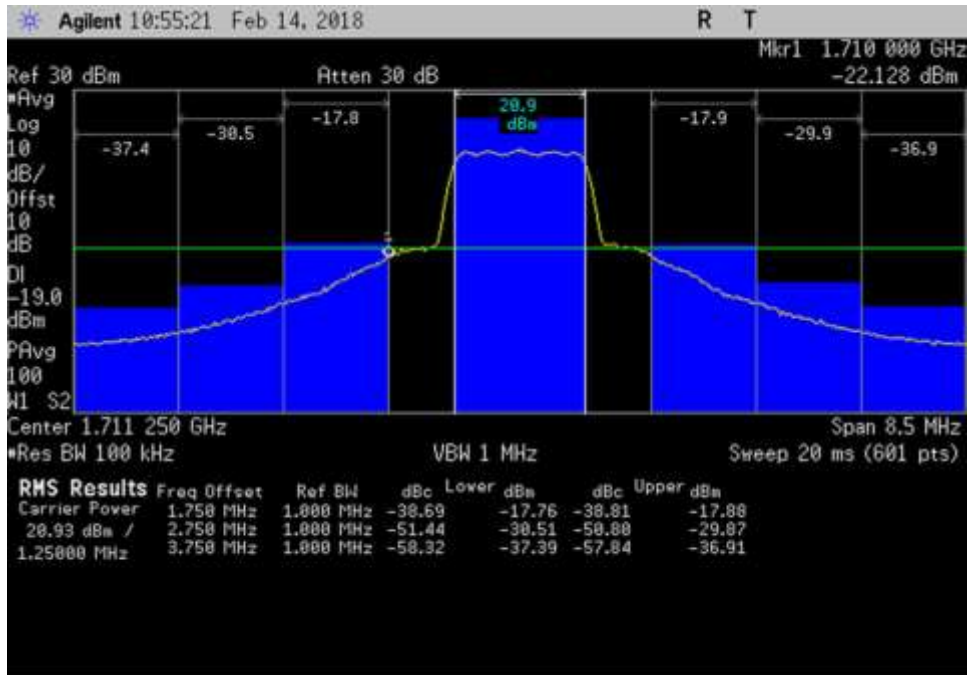 Agilent 10:55:21 Feb 14, 2018 R T
Mkr1 1.710 000 GHz
Ref 30 dBm Atten 30 dB -22.128 dBm
#Avg
Log
10
dB/
Offst
10
dB
DI
-19.0
dBm
PAvg
100
W1 S2
-37.4
-30.5
-17.8
20.9
dBm
-17.9
-29.9
-36.9
1
Center 1.711 250 GHz Span 8.5 MHz
#Res BW 100 kHz VBW 1 MHz Sweep 20 ms (601 pts)
RMS Results Freq Offset Ref BW dBc Lower dBm dBc Upper dBm
Carrier Power 1.750 MHz 1.000 MHz -38.69 -17.76 -38.81 -17.88
20.93 dBm / 2.750 MHz 1.000 MHz -51.44 -30.51 -50.80 -29.87
1.25000 MHz 3.750 MHz 1.000 MHz -58.32 -37.39 -57.84 -36.91